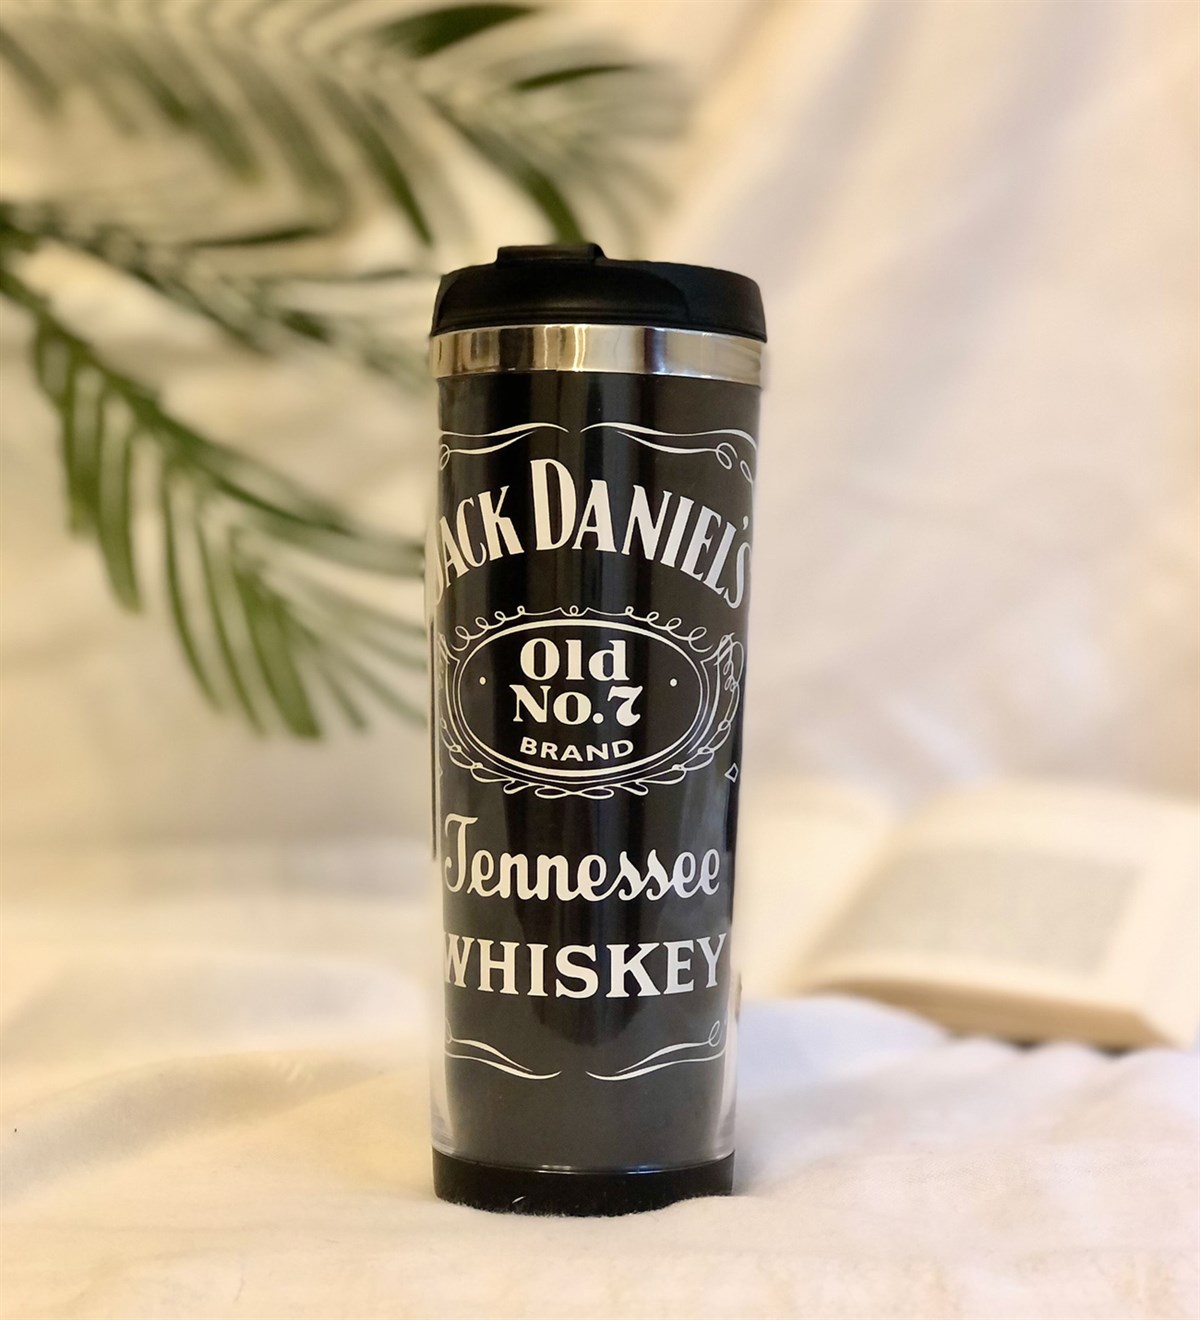 JACK DANIEL'S
Old
No.7
BRAND
Tennessee
WHISKEY